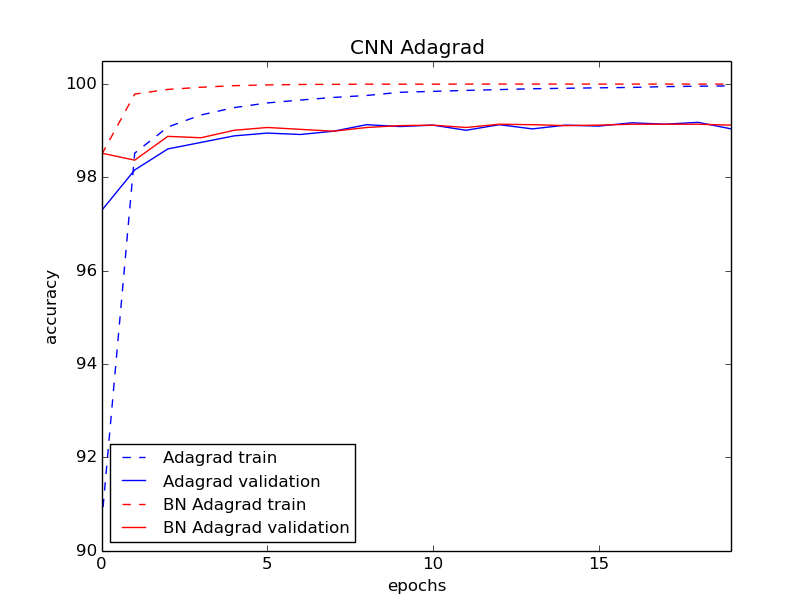 CNN Adagrad
100
98
96
94
92
90
accuracy
Adagrad train
Adagrad validation
BN Adagrad train
BN Adagrad validation
0 5 10 15
epochs